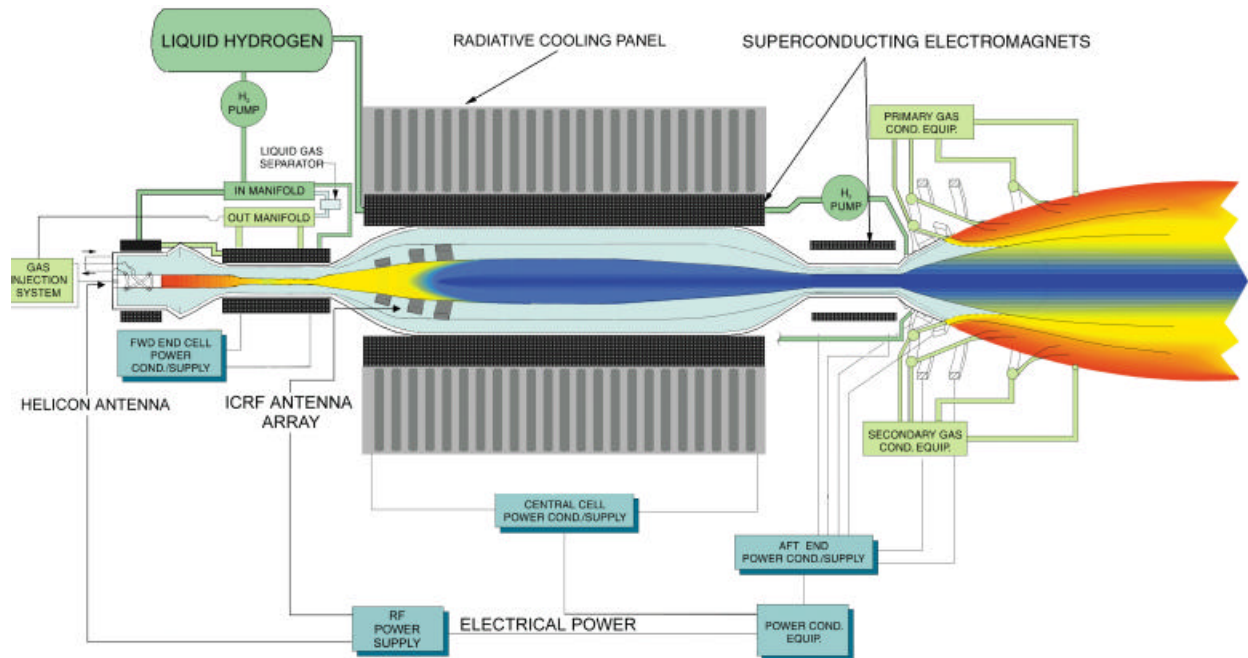 LIQUID HYDROGEN
RADIATIVE COOLING PANEL
SUPERCONDUCTING ELECTROMAGNETS
H₂
PUMP
PRIMARY GAS
COND. EQUIP.
LIQUID GAS
SEPARATOR
IN MANIFOLD
OUT MANIFOLD
H₂
PUMP
GAS
INJECTION
SYSTEM
FWD END CELL
POWER
COND./SUPPLY
HELICON ANTENNA
ICRF ANTENNA
ARRAY
SECONDARY GAS
COND. EQUIP.
CENTRAL CELL
POWER COND./SUPPLY
AFT END
POWER COND./SUPPLY
RF
POWER
SUPPLY
ELECTRICAL POWER
POWER COND.
EQUIP.